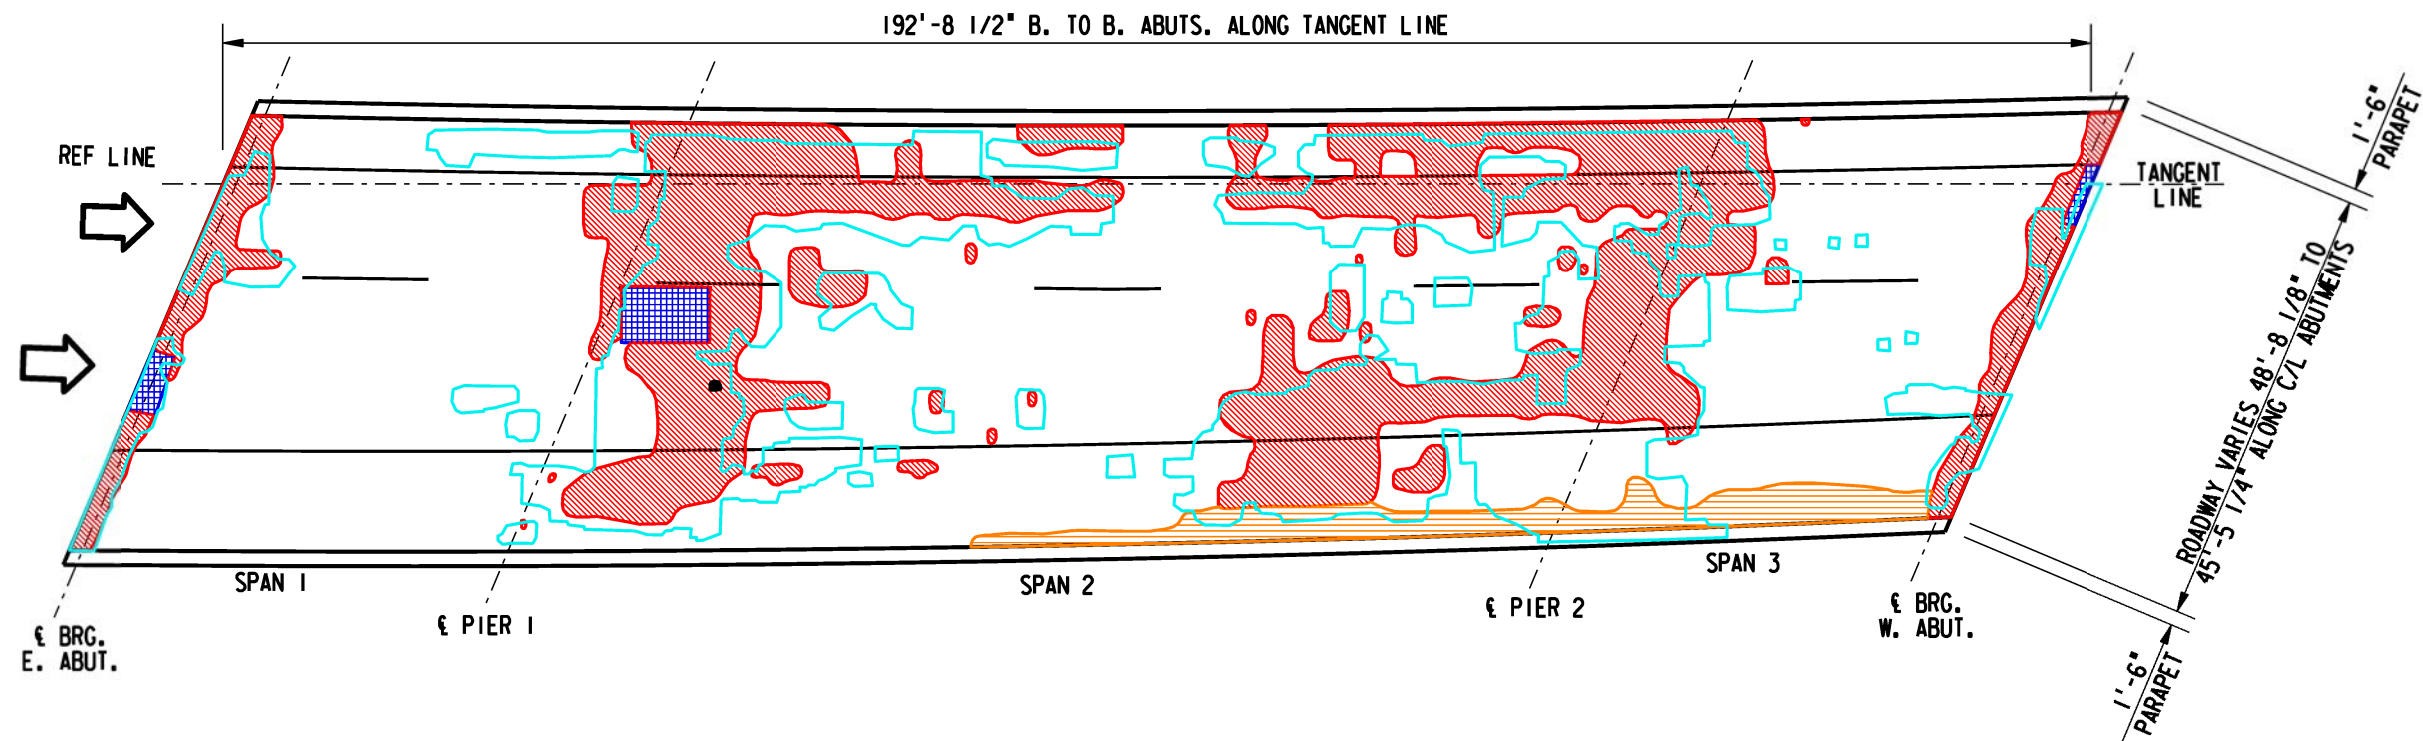 192'-8 1/2" B. TO B. ABUTS. ALONG TANGENT LINE
REF LINE
1'-6"
PARAPET
TANGENT
LINE
ROADWAY VARIES 48'-8 1/8" TO
45'-5 1/4" ALONG C/L ABUTMENTS
SPAN 1
SPAN 2
SPAN 3
℄ PIER 1
℄ PIER 2
℄ BRG.
E. ABUT.
℄ BRG.
W. ABUT.
1'-6"
PARAPET